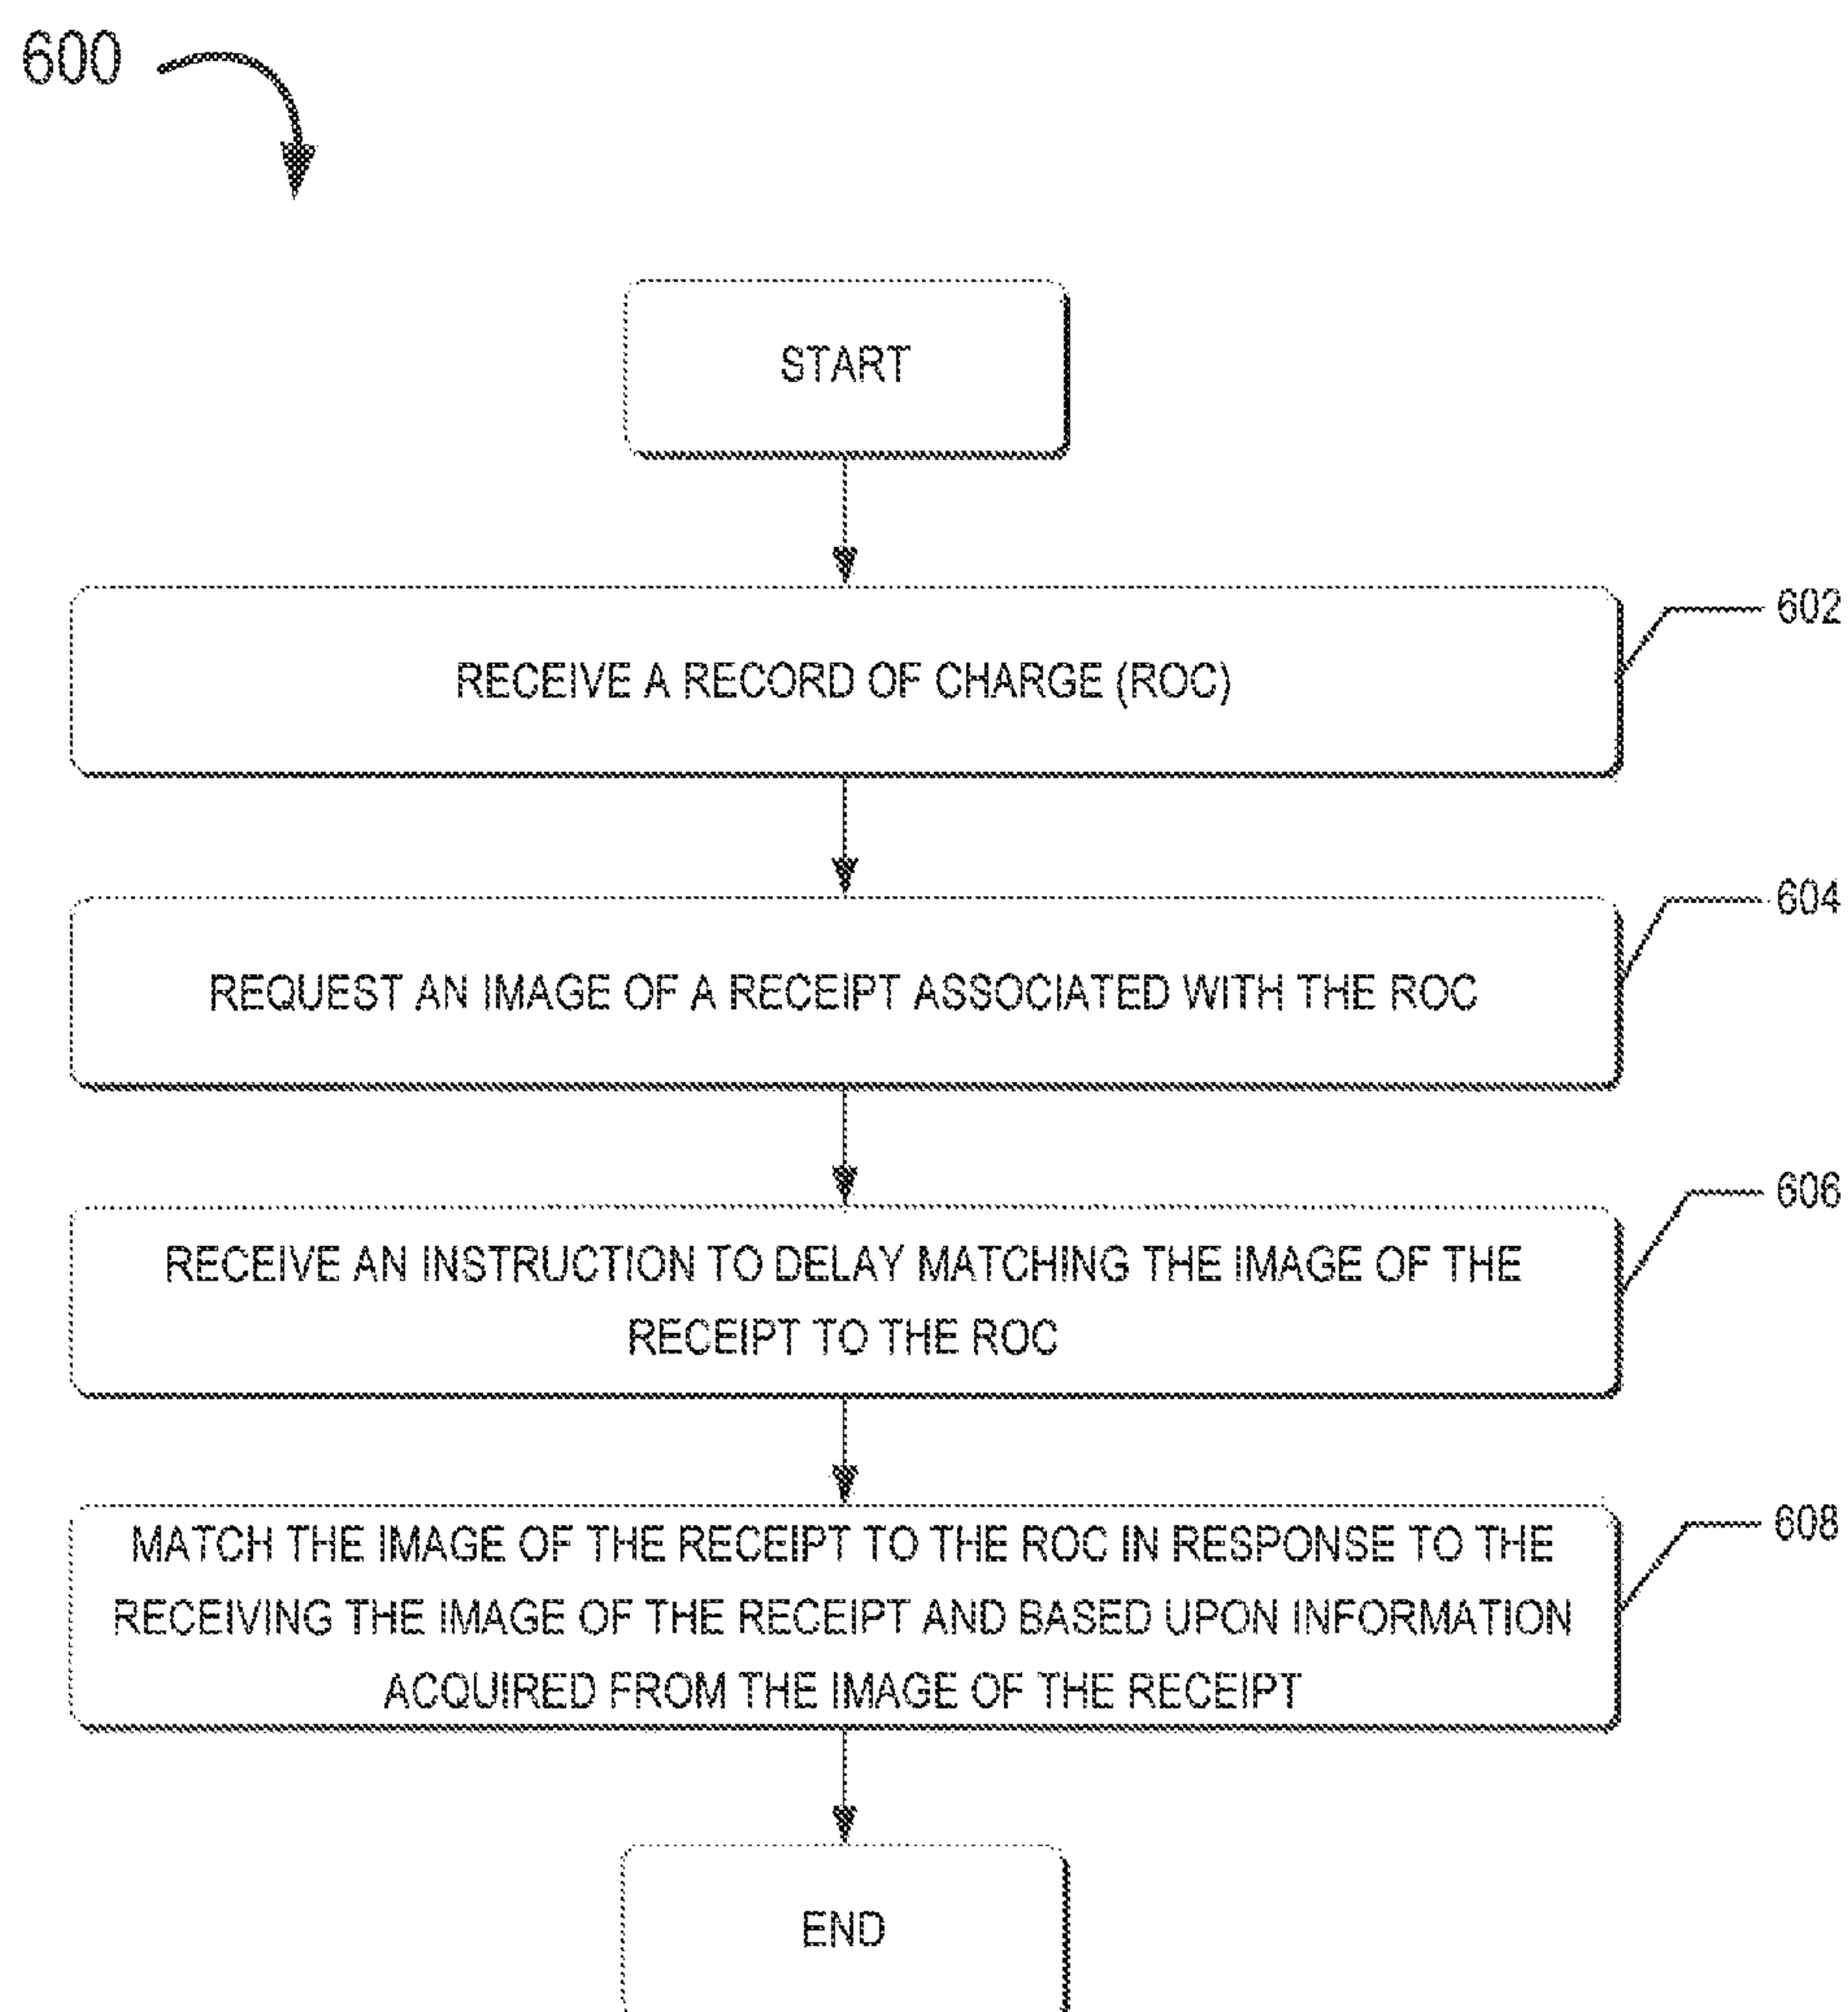 600
START
RECEIVE A RECORD OF CHARGE (ROC)
602
REQUEST AN IMAGE OF A RECEIPT ASSOCIATED WITH THE ROC
604
RECEIVE AN INSTRUCTION TO DELAY MATCHING THE IMAGE OF THE
RECEIPT TO THE ROC
606
MATCH THE IMAGE OF THE RECEIPT TO THE ROC IN RESPONSE TO THE
RECEIVING THE IMAGE OF THE RECEIPT AND BASED UPON INFORMATION
ACQUIRED FROM THE IMAGE OF THE RECEIPT
608
END